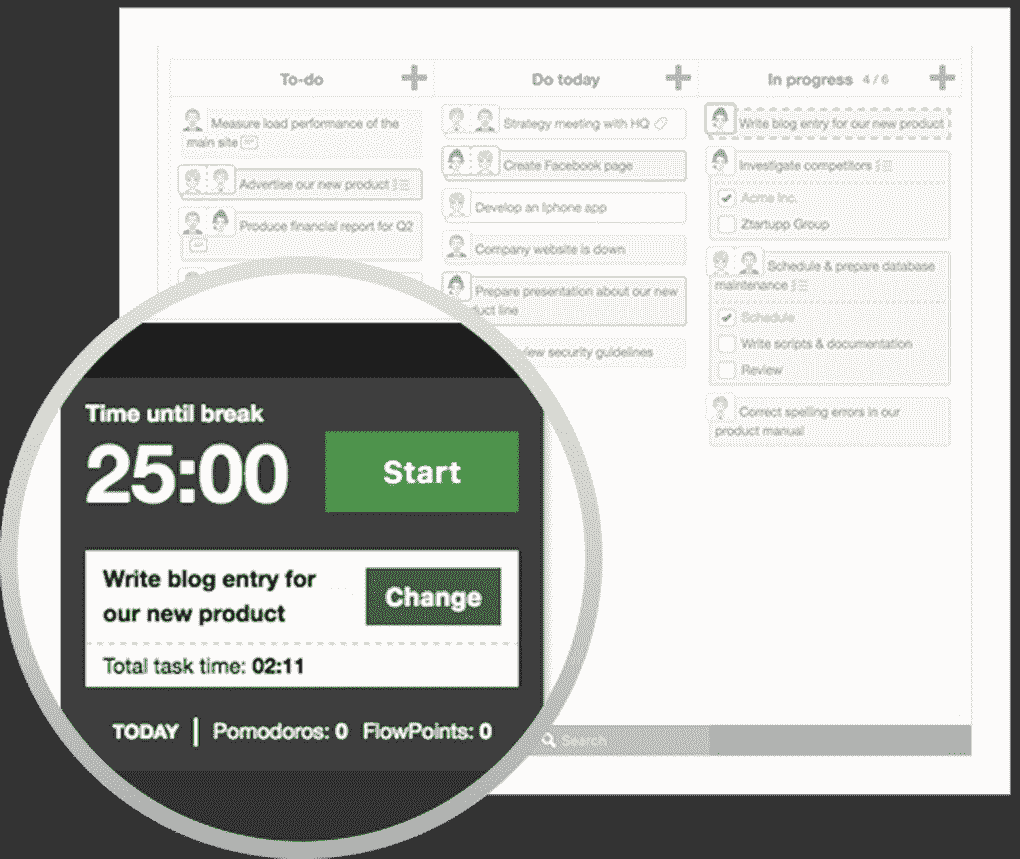 To-do
Measure load performance of the
main site
Advertise our new product
Produce financial report for Q2
Do today
Strategy meeting with HQ
Create Facebook page
Develop an Iphone app
Company website is down
Prepare presentation about our new
duct line
view security guidelines
In progress 4 / 6
Write blog entry for our new product
Investigate competitors
Acme Inc.
Ztartupp Group
Schedule & prepare database
maintenance
Schedule
Write scripts & documentation
Review
Correct spelling errors in our
product manual
Time until break
25:00
Start
Write blog entry for
our new product
Change
Total task time: 02:11
TODAY | Pomodoros: 0 FlowPoints: 0
Search